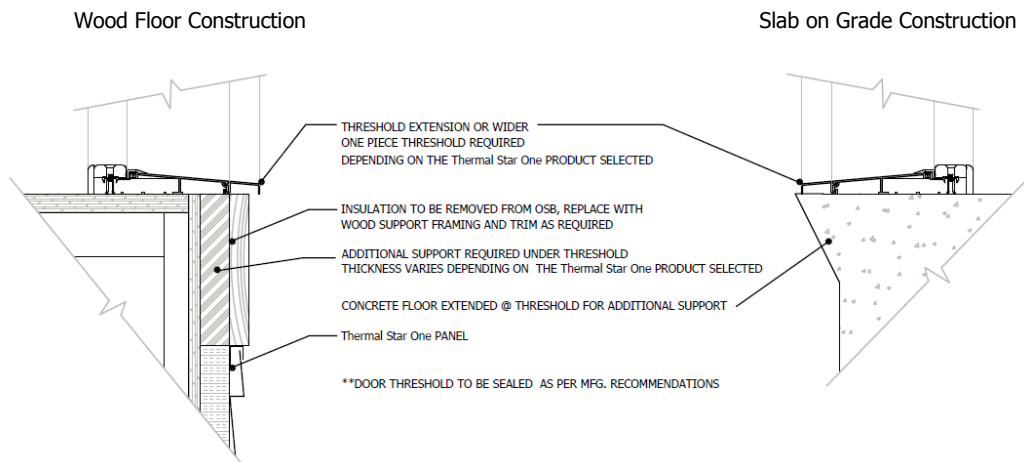 Wood Floor Construction
Slab on Grade Construction
THRESHOLD EXTENSION OR WIDER
ONE PIECE THRESHOLD REQUIRED
DEPENDING ON THE Thermal Star One PRODUCT SELECTED
INSULATION TO BE REMOVED FROM OSB, REPLACE WITH
WOOD SUPPORT FRAMING AND TRIM AS REQUIRED
ADDITIONAL SUPPORT REQUIRED UNDER THRESHOLD
THICKNESS VARIES DEPENDING ON THE Thermal Star One PRODUCT SELECTED
CONCRETE FLOOR EXTENDED @ THRESHOLD FOR ADDITIONAL SUPPORT
Thermal Star One PANEL
**DOOR THRESHOLD TO BE SEALED AS PER MFG. RECOMMENDATIONS